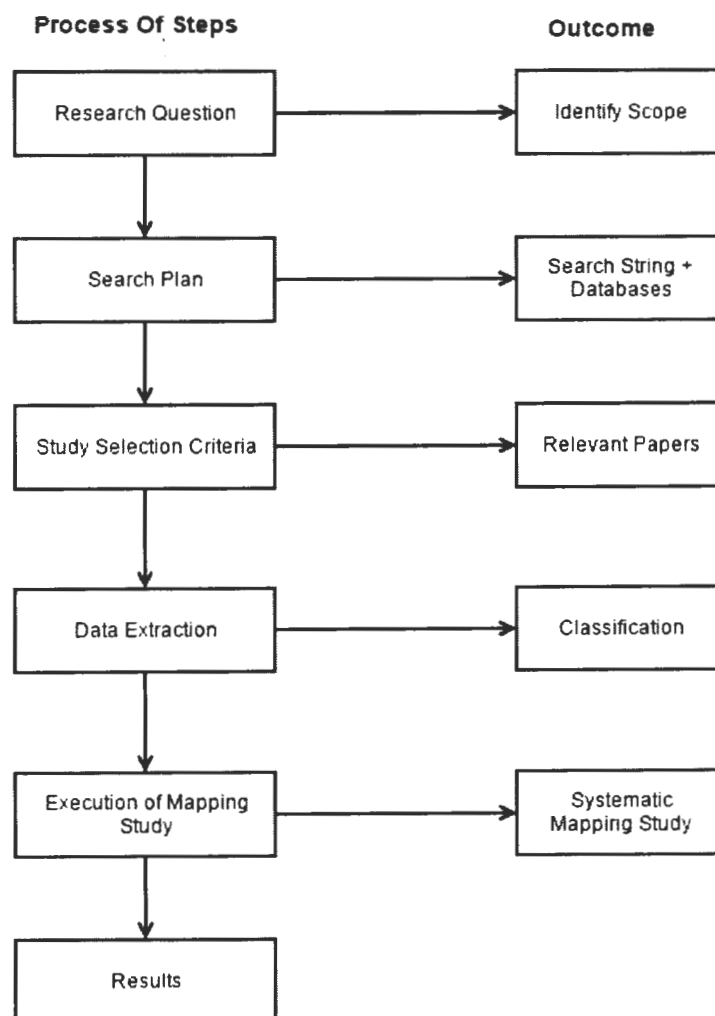 Process Of Steps
Outcome
Research Question
Identify Scope
Search Plan
Search String +
Databases
Study Selection Criteria
Relevant Papers
Data Extraction
Classification
Execution of Mapping
Study
Systematic
Mapping Study
Results